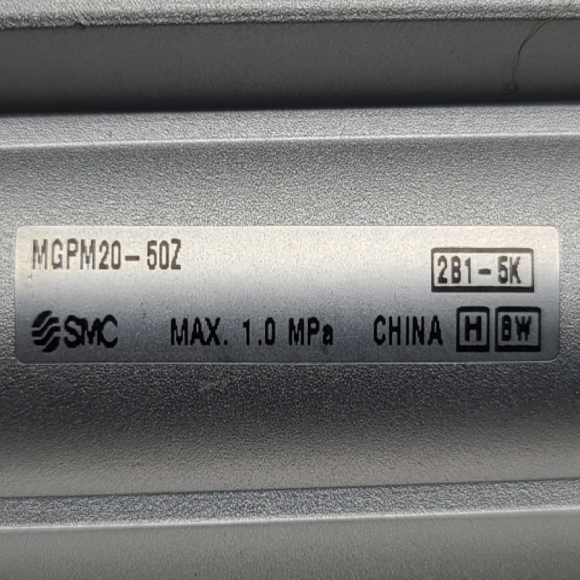 MGPM20-50Z
2B1-5K
SMC MAX. 1.0 MPa CHINA H BW